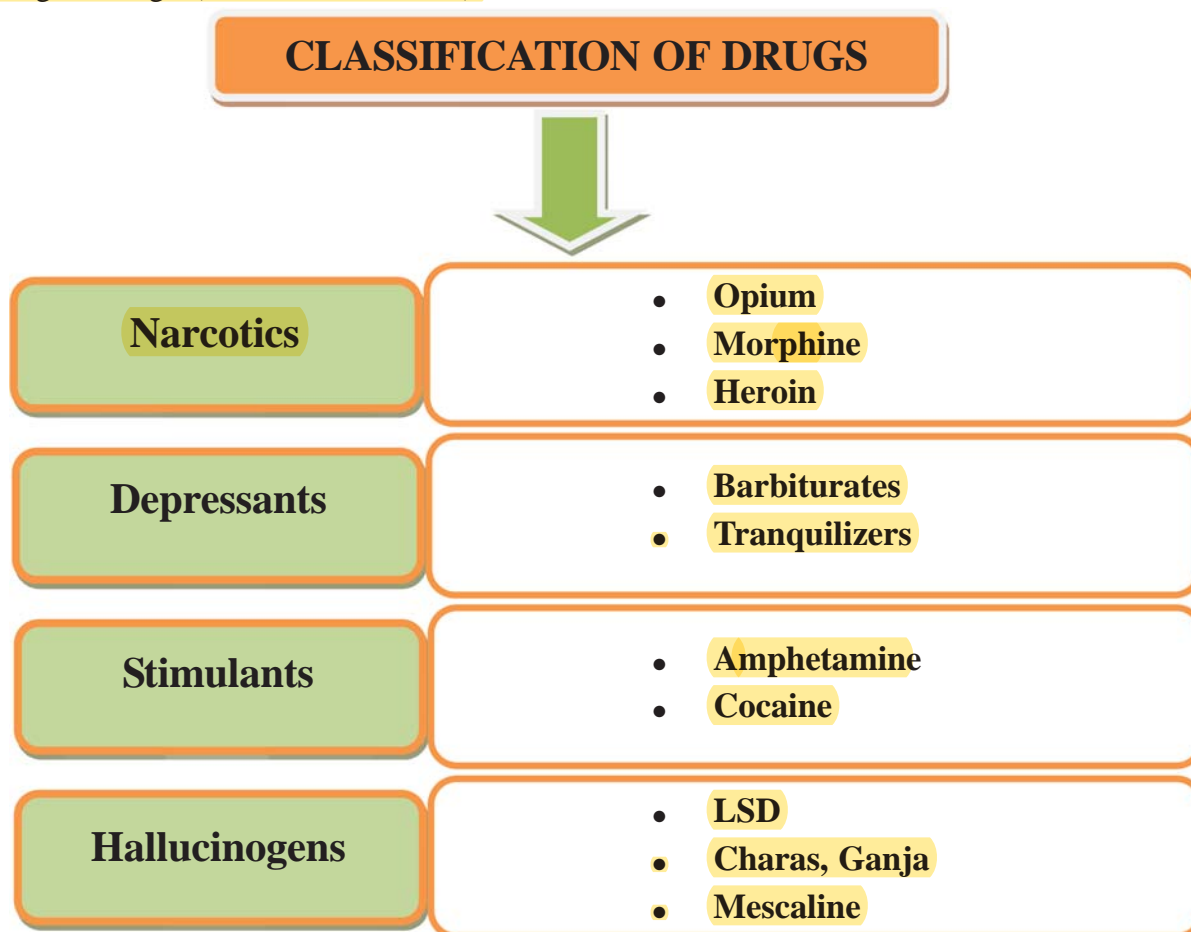 CLASSIFICATION OF DRUGS
Narcotics
• Opium
• Morphine
• Heroin
Depressants
• Barbiturates
• Tranquilizers
Stimulants
• Amphetamine
• Cocaine
Hallucinogens
• LSD
• Charas, Ganja
• Mescaline